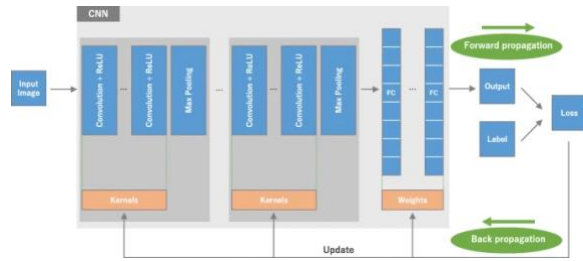 CNN
Forward propagation
Input
Image
Convolution + ReLU
...
Convolution + ReLU
Max Pooling
Convolution + ReLU
...
Convolution + ReLU
Max Pooling
FC
...
FC
Output
Label
Loss
Kernels
Kernels
Weights
Back propagation
Update